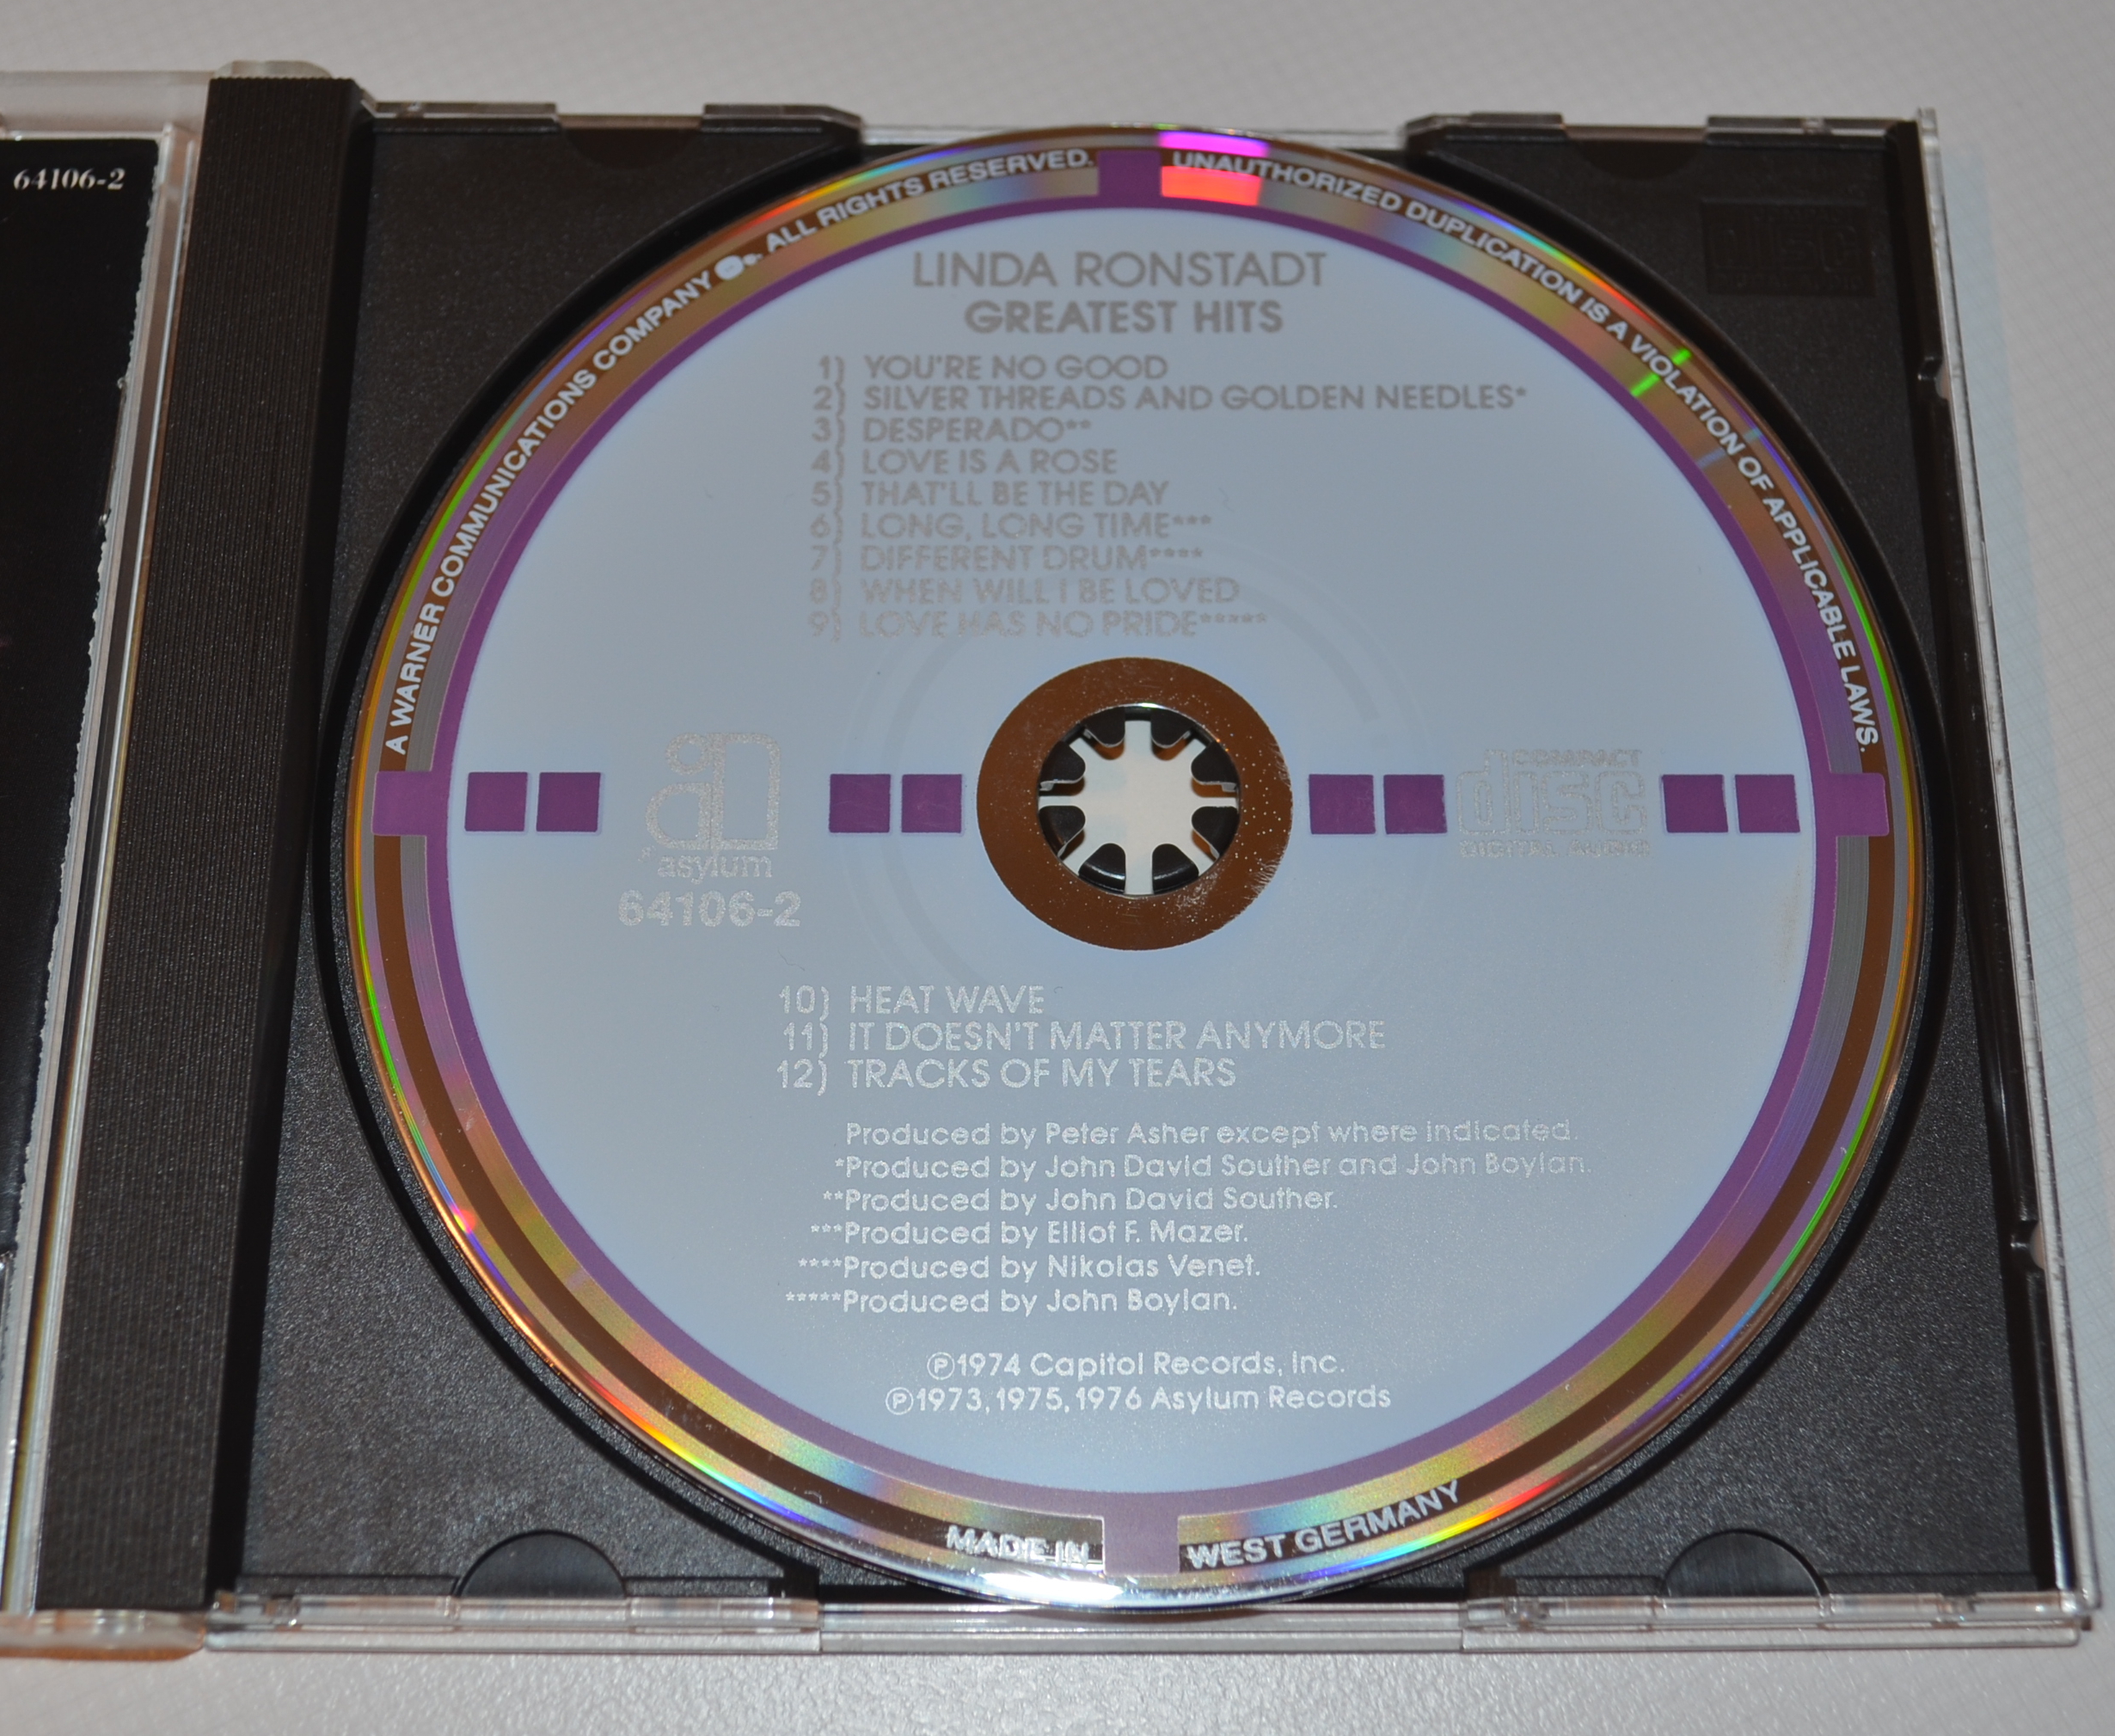 64106-2
A WARNER COMMUNICATIONS COMPANY
ALL RIGHTS RESERVED.
UNAUTHORIZED DUPLICATION IS A VIOLATION OF APPLICABLE LAWS.
LINDA RONSTADT
GREATEST HITS
1) YOU'RE NO GOOD
2) SILVER THREADS AND GOLDEN NEEDLES*
3) DESPERADO**
4) LOVE IS A ROSE
5) THAT'LL BE THE DAY
6) LONG, LONG TIME***
7) DIFFERENT DRUM****
8) WHEN WILL I BE LOVED
9) LOVE HAS NO PRIDE*****
asylum
64106-2
COMPACT
disc
DIGITAL AUDIO
10) HEAT WAVE
11) IT DOESN'T MATTER ANYMORE
12) TRACKS OF MY TEARS
Produced by Peter Asher except where indicated.
*Produced by John David Souther and John Boylan.
**Produced by John David Souther.
***Produced by Elliot F. Mazer.
****Produced by Nikolas Venet.
*****Produced by John Boylan.
℗1974 Capitol Records, Inc.
℗1973, 1975, 1976 Asylum Records
MADE IN WEST GERMANY